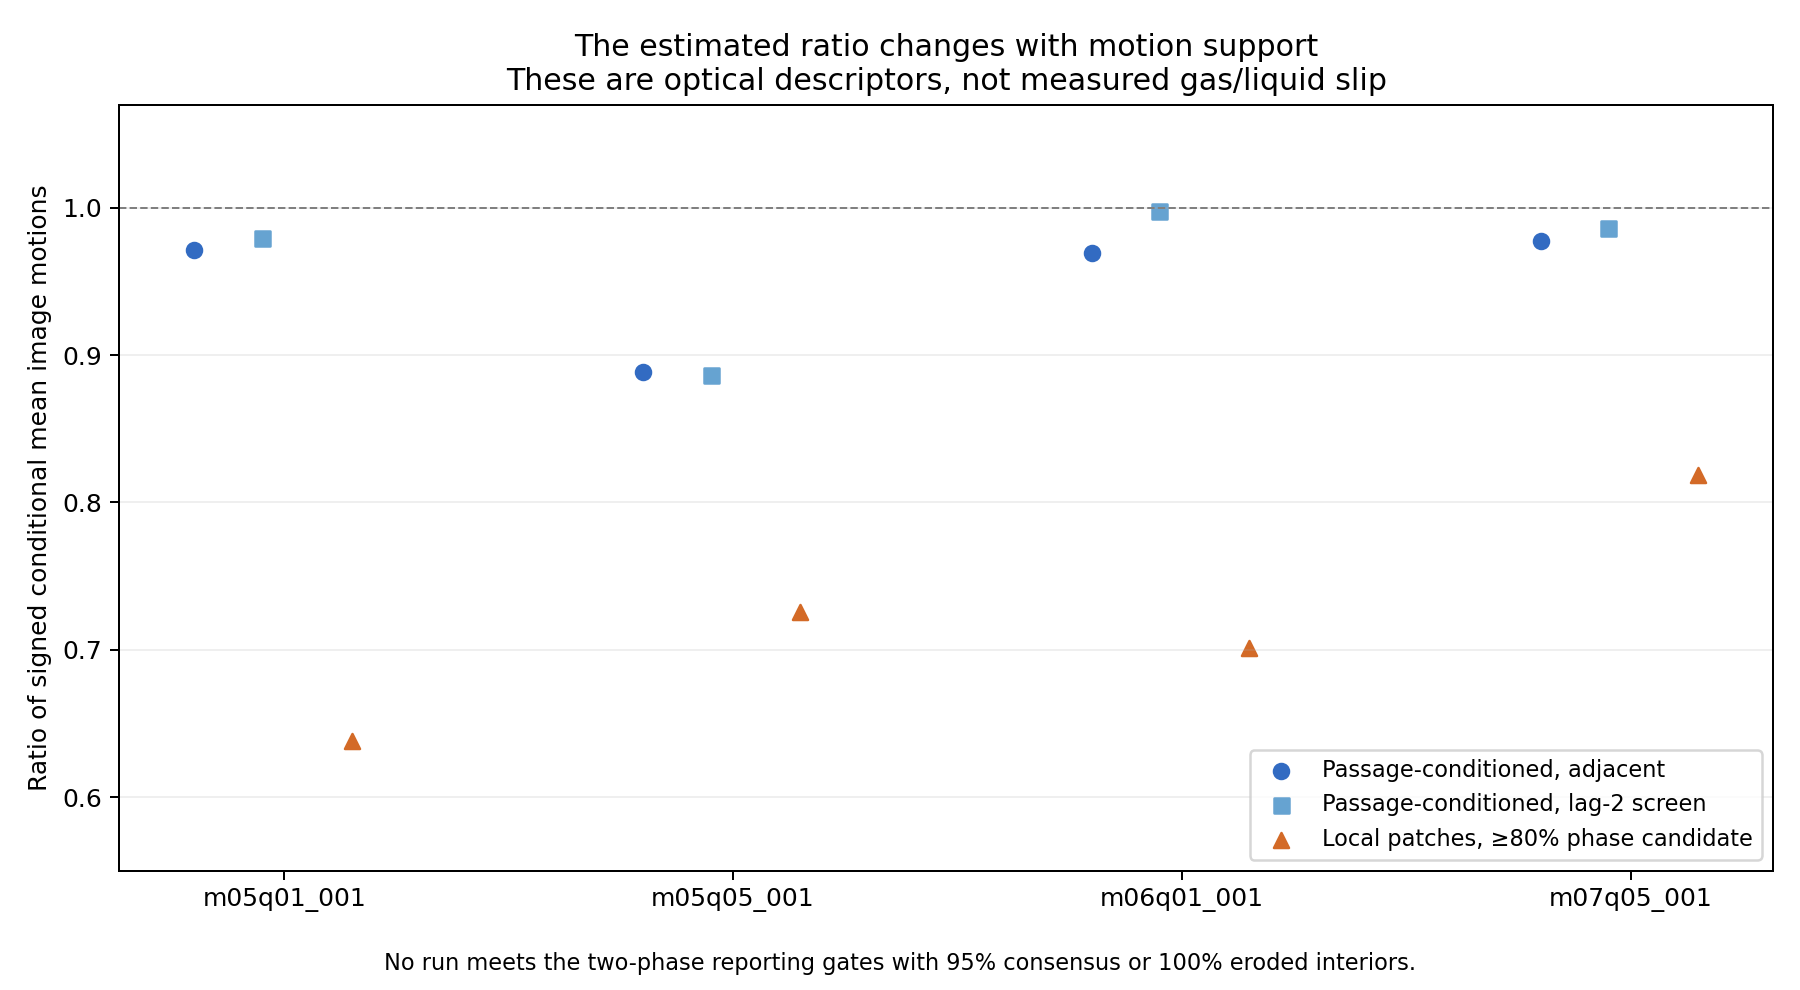 The estimated ratio changes with motion support
These are optical descriptors, not measured gas/liquid slip
Ratio of signed conditional mean image motions
1.0
0.9
0.8
0.7
0.6
Passage-conditioned, adjacent
Passage-conditioned, lag-2 screen
Local patches, ≥80% phase candidate
m05q01_001
m05q05_001
m06q01_001
m07q05_001
No run meets the two-phase reporting gates with 95% consensus or 100% eroded interiors.